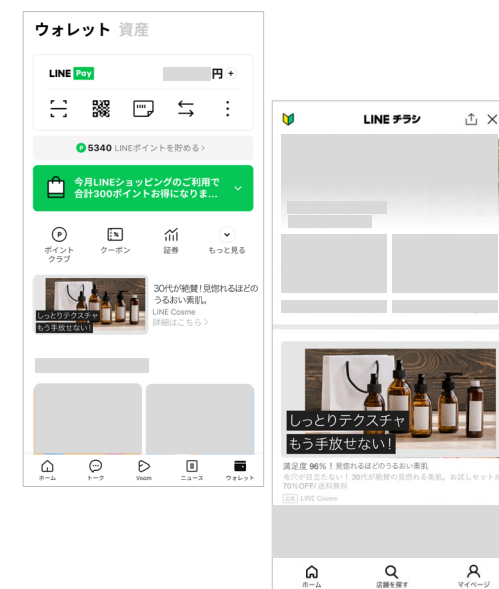 ウォレット 資産
LINE Pay
円 +
P 5340 LINEポイントを貯める >
今月LINEショッピングのご利用で
合計300ポイントお得になりま...
P
ポイント
クラブ
クーポン
証券
もっと見る
しっとりテクスチャ
もう手放せない!
30代が絶賛!見惚れるほどの
うるおい素肌。
LINE Cosme
詳細はこちら >
ホーム
トーク
Voom
ニュース
ウォレット
LINE チラシ
しっとりテクスチャ
もう手放せない!
満足度 96%！見惚れるほどのうるおい素肌
毛穴が目立たない！30代が絶賛の見惚れる美肌。お試しセットが
70%OFF/送料無料
広告 LINE Cosme
ホーム
店舗を探す
マイページ